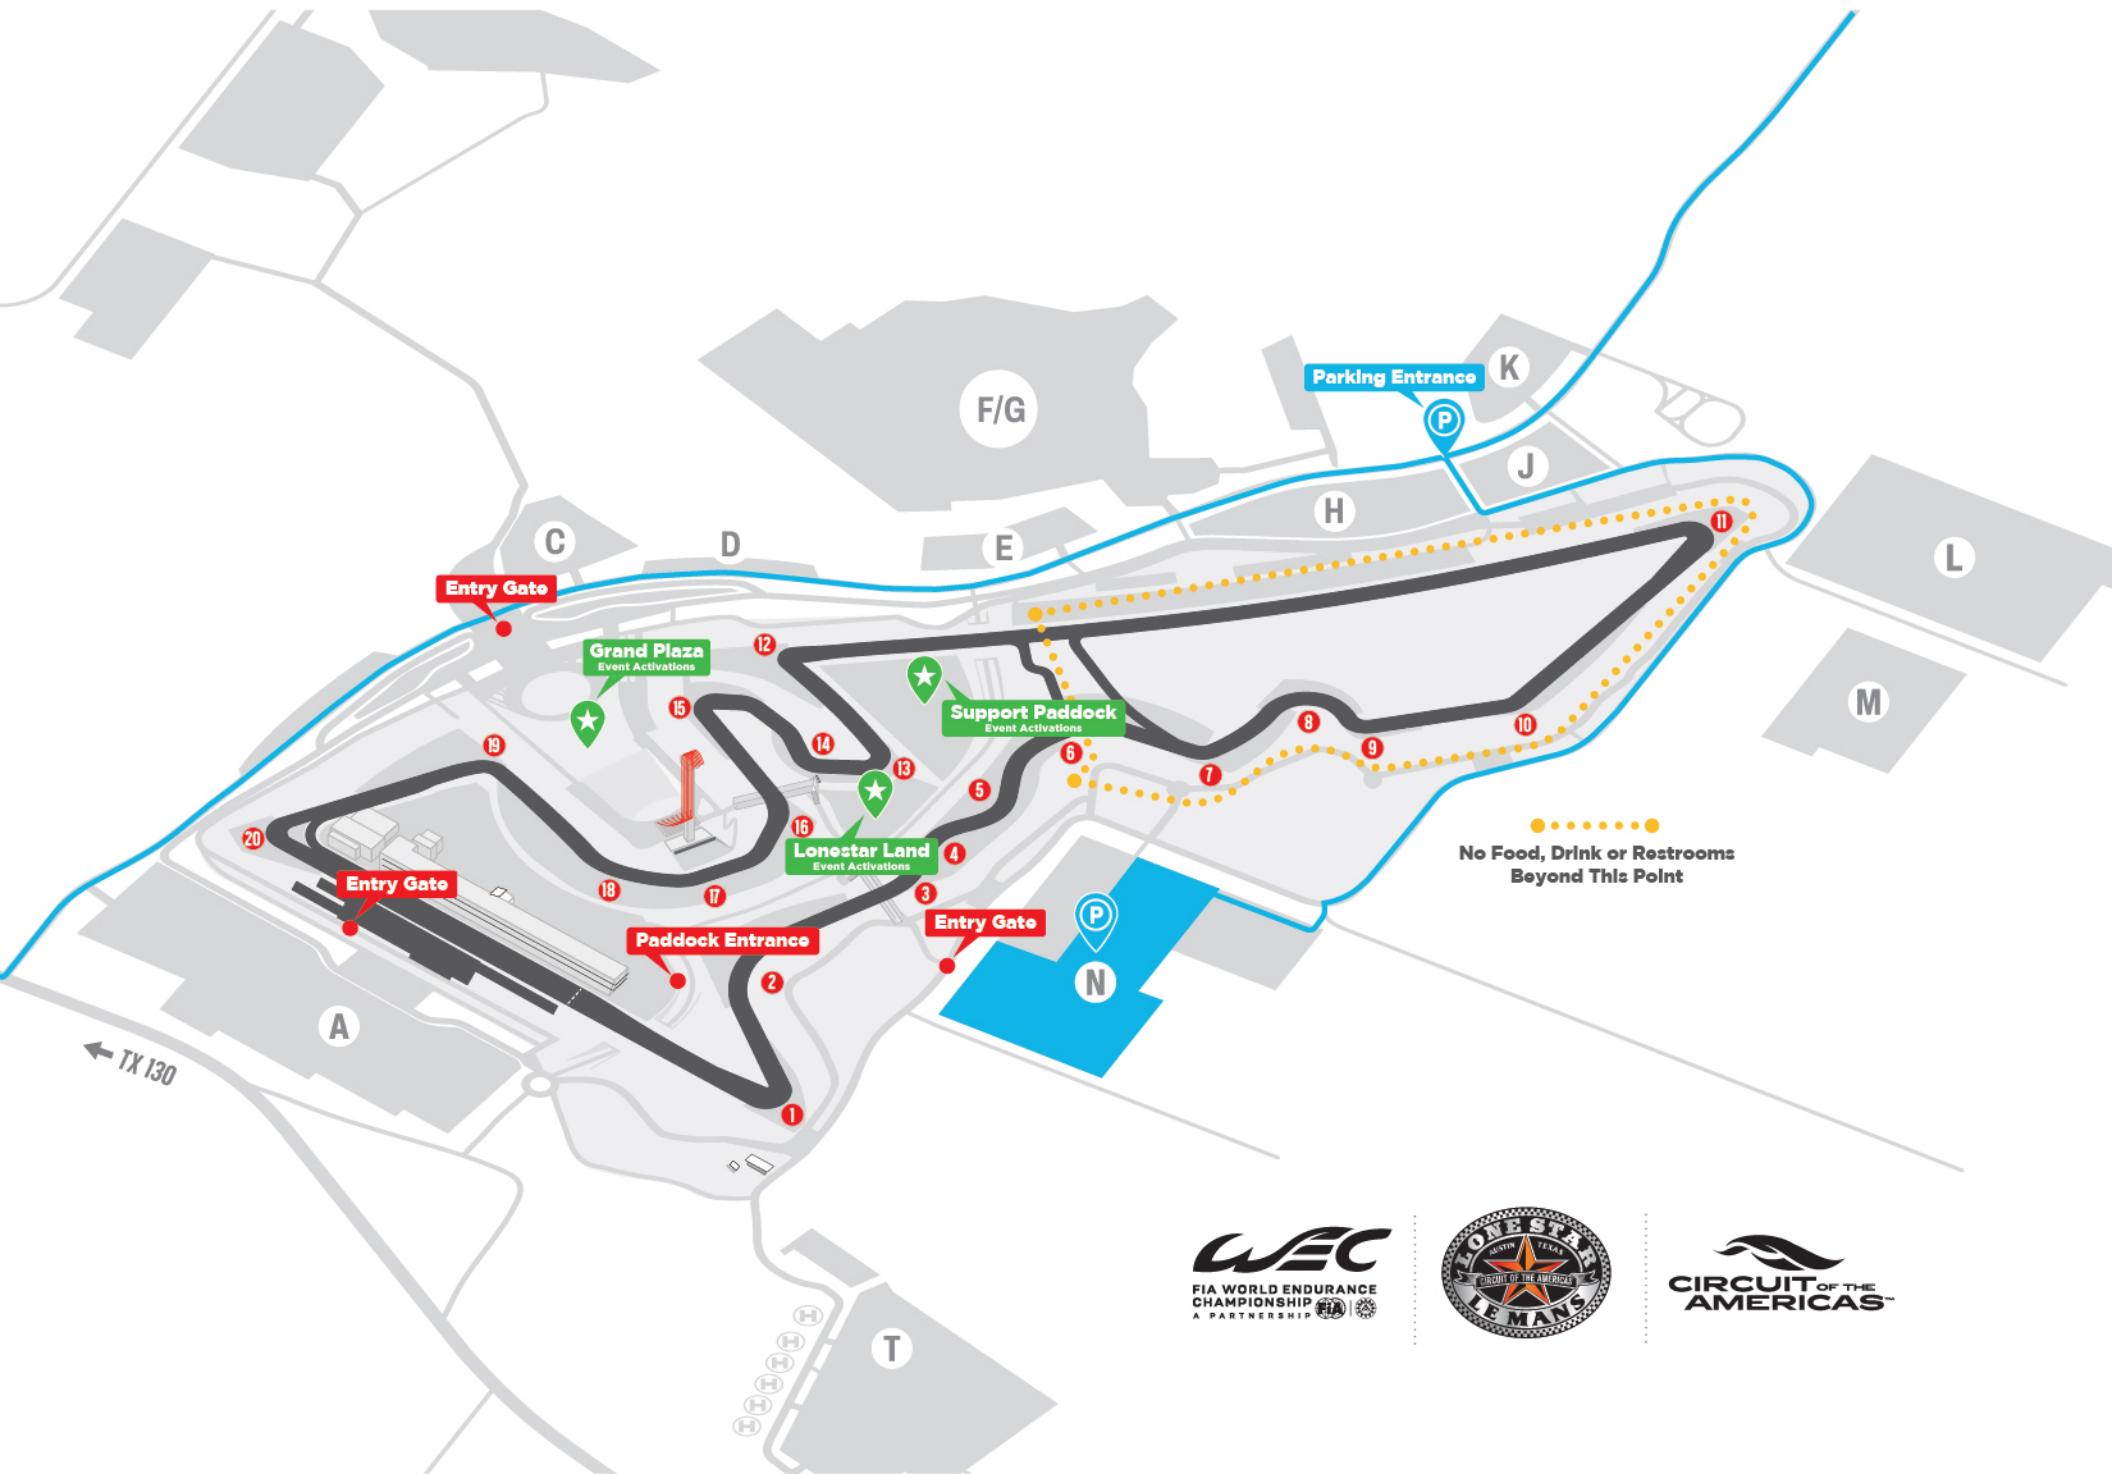 K
Parking Entrance
P
F/G
J
H
C
D
E
L
11
Entry Gate
12
Grand Plaza
Event Activations
M
15
Support Paddock
Event Activations
8
10
19
14
6
9
13
7
5
20
16
Lonestar Land
Event Activations
4
No Food, Drink or Restrooms
Beyond This Point
Entry Gate
18
17
3
P
Entry Gate
Paddock Entrance
2
N
A
TX 130
1
WEC
FIA WORLD ENDURANCE
CHAMPIONSHIP FIA
A PARTNERSHIP
LONE STAR
AUSTIN TEXAS
CIRCUIT OF THE AMERICAS
LE MANS
CIRCUIT OF THE
AMERICAS™
H
H
T
H
H
H
H